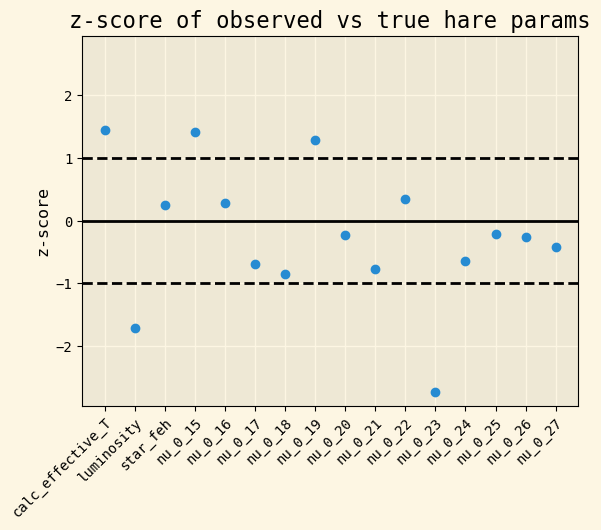 z-score of observed vs true hare params
z-score
2
1
0
−1
−2
calc_effective_T
luminosity
star_feh
nu_0_15
nu_0_16
nu_0_17
nu_0_18
nu_0_19
nu_0_20
nu_0_21
nu_0_22
nu_0_23
nu_0_24
nu_0_25
nu_0_26
nu_0_27